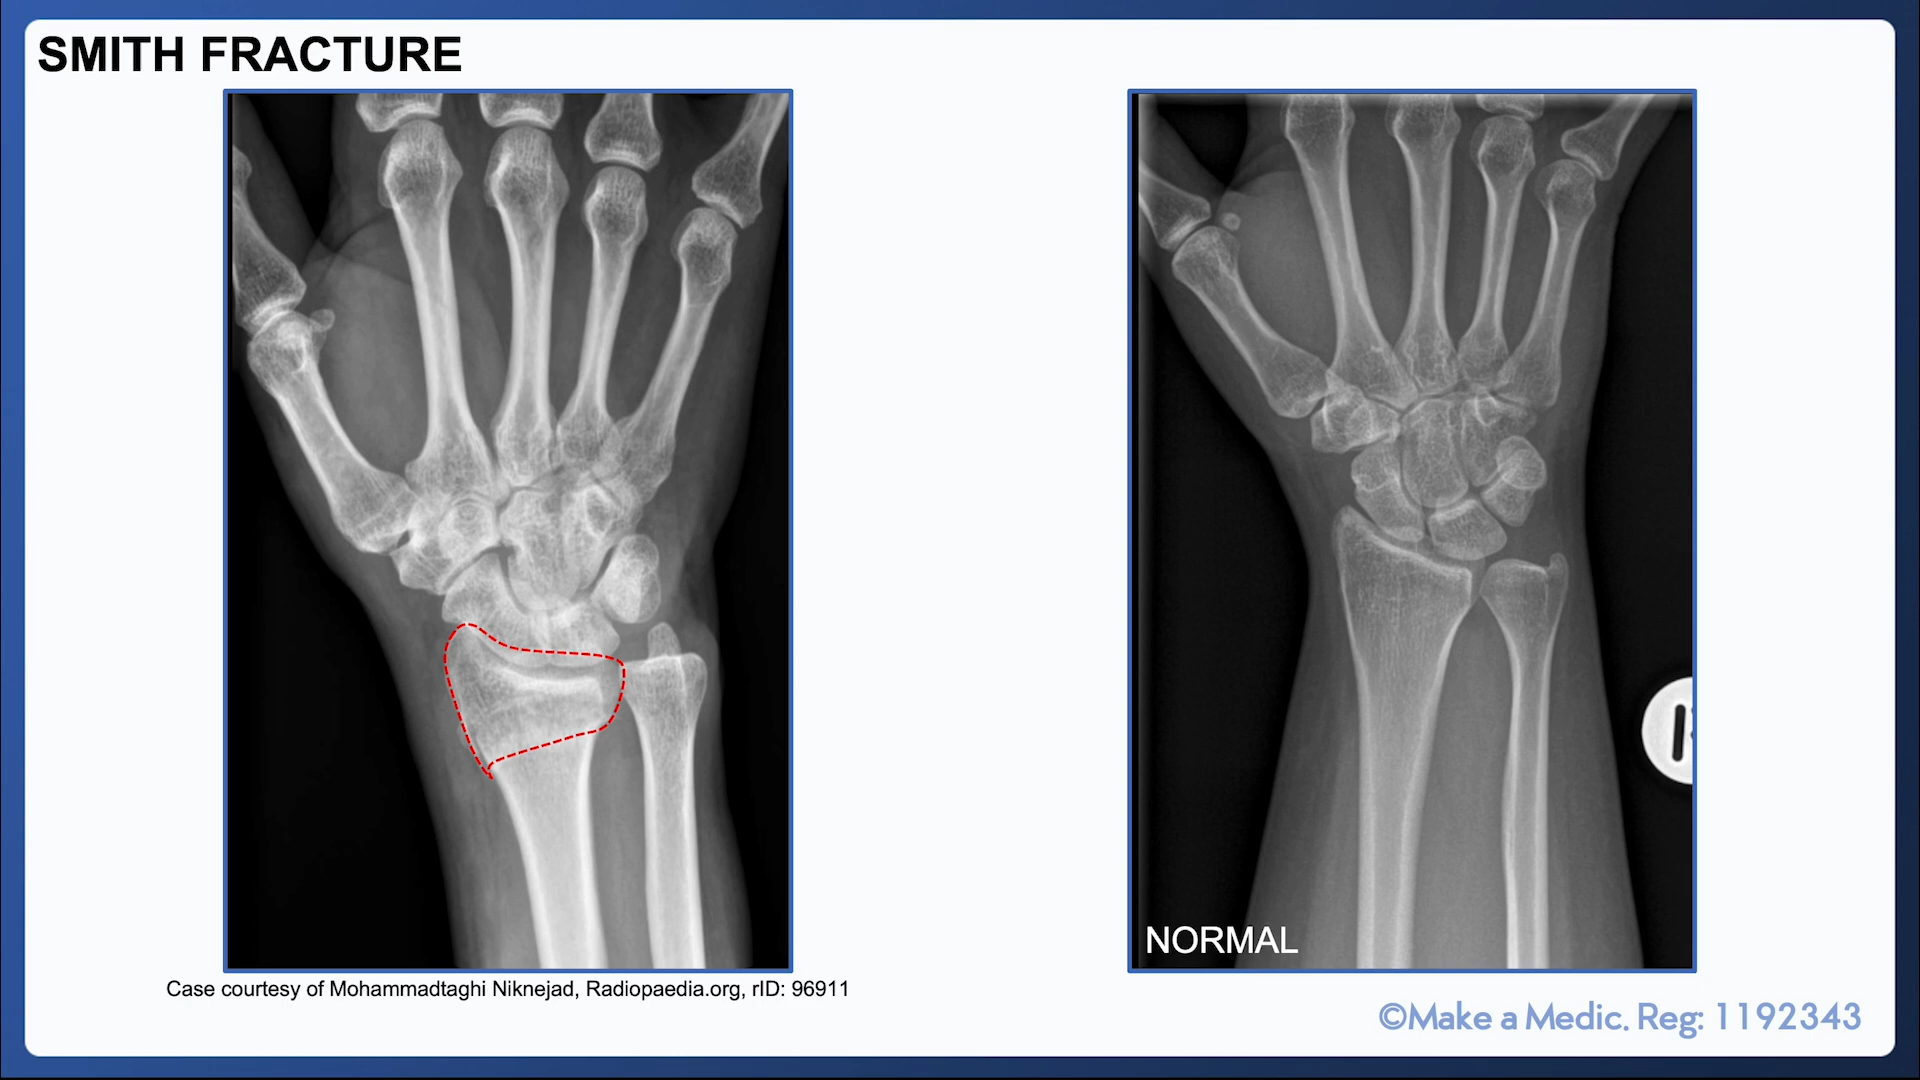 SMITH FRACTURE
NORMAL
Case courtesy of Mohammadtaghi Niknejad, Radiopaedia.org, rID: 96911
©Make a Medic. Reg: 1192343